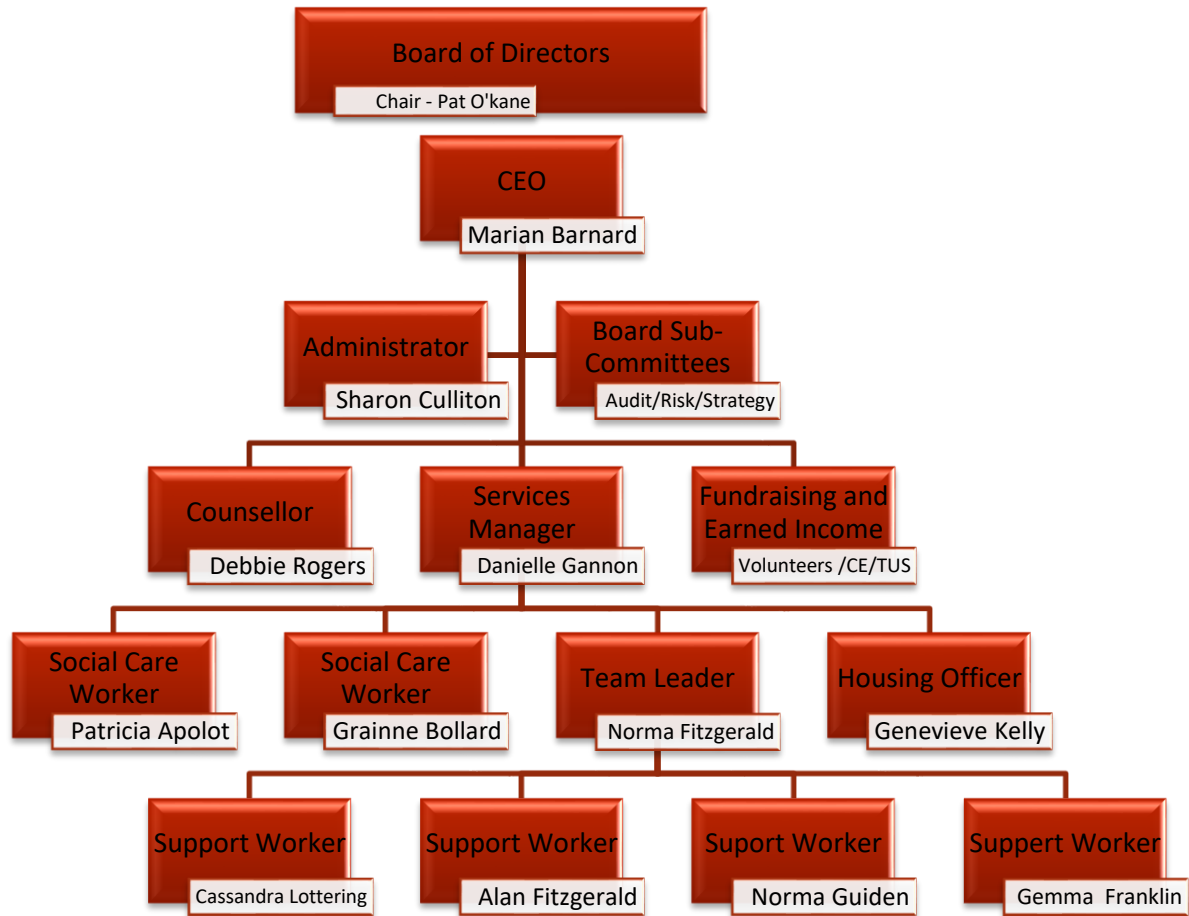 Board of Directors
Chair - Pat O'kane
CEO
Marian Barnard
Administrator
Sharon Culliton
Board Sub-
Committees
Audit/Risk/Strategy
Counsellor
Debbie Rogers
Services
Manager
Danielle Gannon
Fundraising and
Earned Income
Volunteers /CE/TUS
Social Care
Worker
Patricia Apolot
Social Care
Worker
Grainne Bollard
Team Leader
Norma Fitzgerald
Housing Officer
Genevieve Kelly
Support Worker
Cassandra Lottering
Support Worker
Alan Fitzgerald
Suport Worker
Norma Guiden
Suppert Worker
Gemma  Franklin